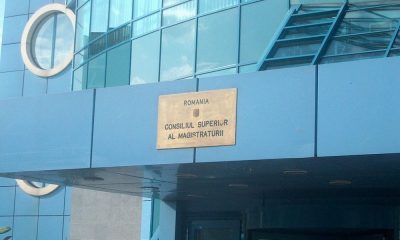 ROMANIA
CONSILIUL SUPERIOR
AL MAGISTRATURII